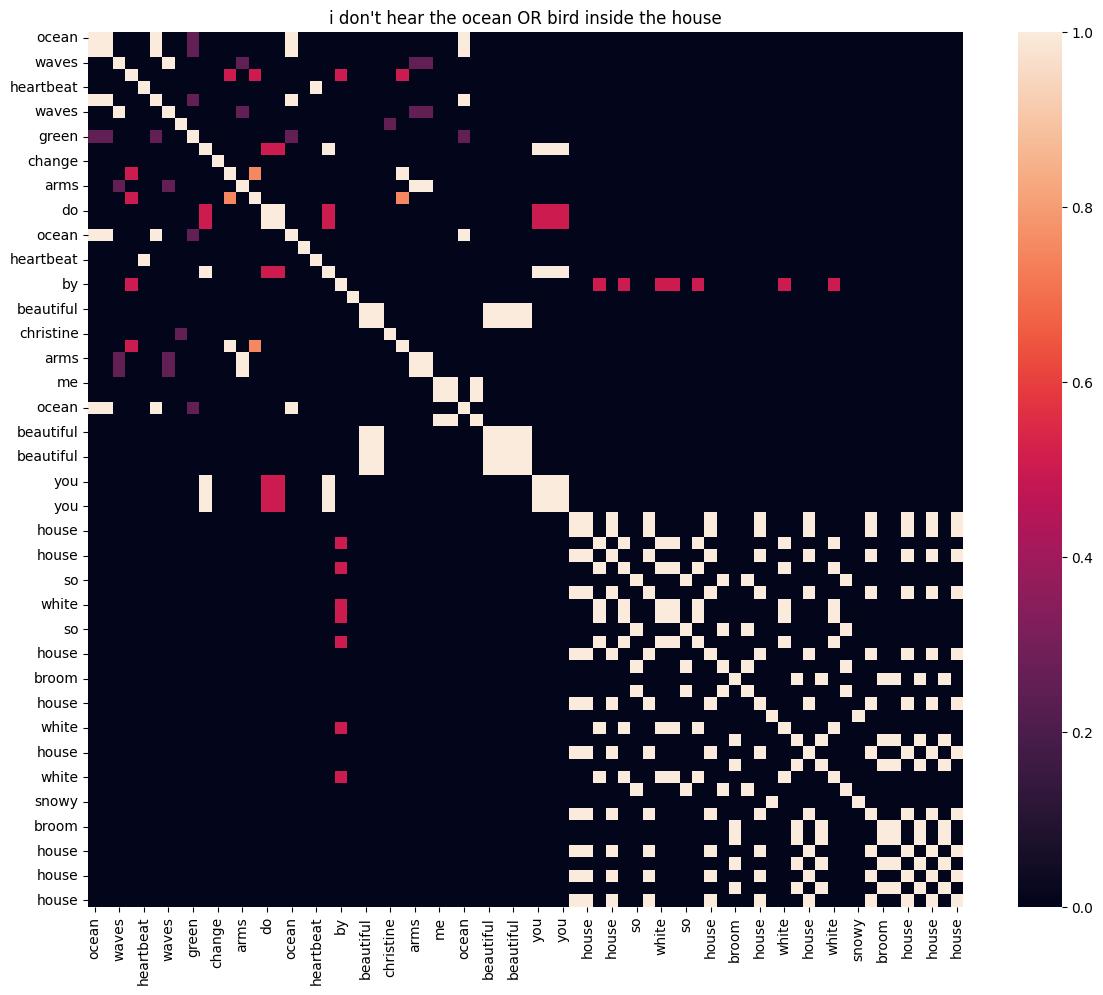 i don't hear the ocean OR bird inside the house
ocean
waves
heartbeat
waves
green
change
arms
do
ocean
heartbeat
by
beautiful
christine
arms
me
ocean
beautiful
beautiful
you
you
house
house
so
white
so
house
broom
house
white
house
white
snowy
broom
house
house
house
ocean
waves
heartbeat
waves
green
change
arms
do
ocean
heartbeat
by
beautiful
christine
arms
me
ocean
beautiful
beautiful
you
you
house
house
so
white
so
house
broom
house
white
house
white
snowy
broom
house
house
house
1.0
0.8
0.6
0.4
0.2
0.0